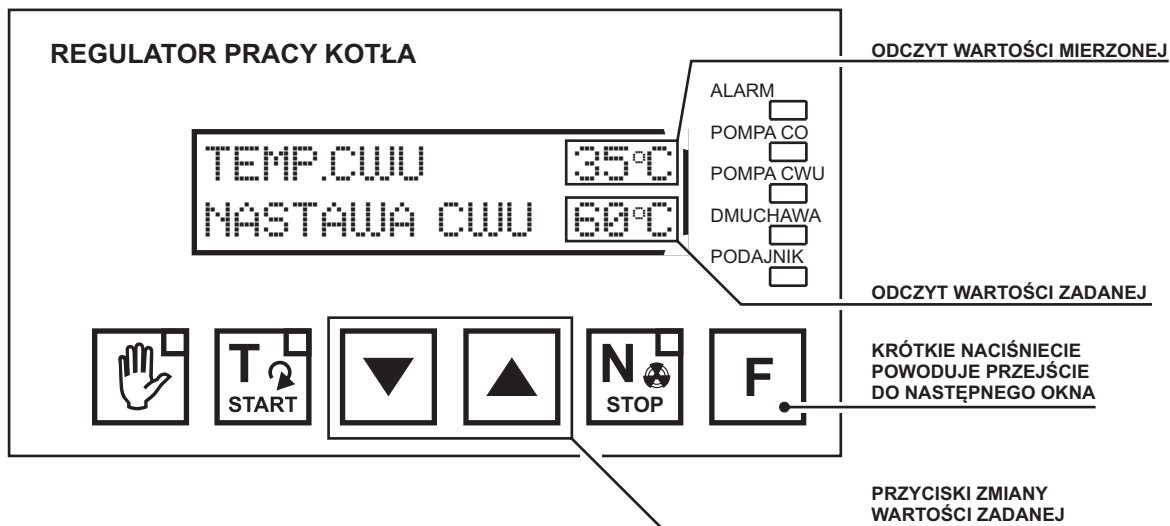 REGULATOR PRACY KOTŁA
ODCZYT WARTOŚCI MIERZONEJ
ALARM
POMPA CO
POMPA CWU
DMUCHAWA
PODAJNIK
TEMP.CWU 35°C
NASTAWA CWU 60°C
ODCZYT WARTOŚCI ZADANEJ
T
START
N
STOP
F
KRÓTKIE NACIŚNIECIE
POWODUJE PRZEJŚCIE
DO NASTĘPNEGO OKNA
PRZYCISKI ZMIANY
WARTOŚCI ZADANEJ